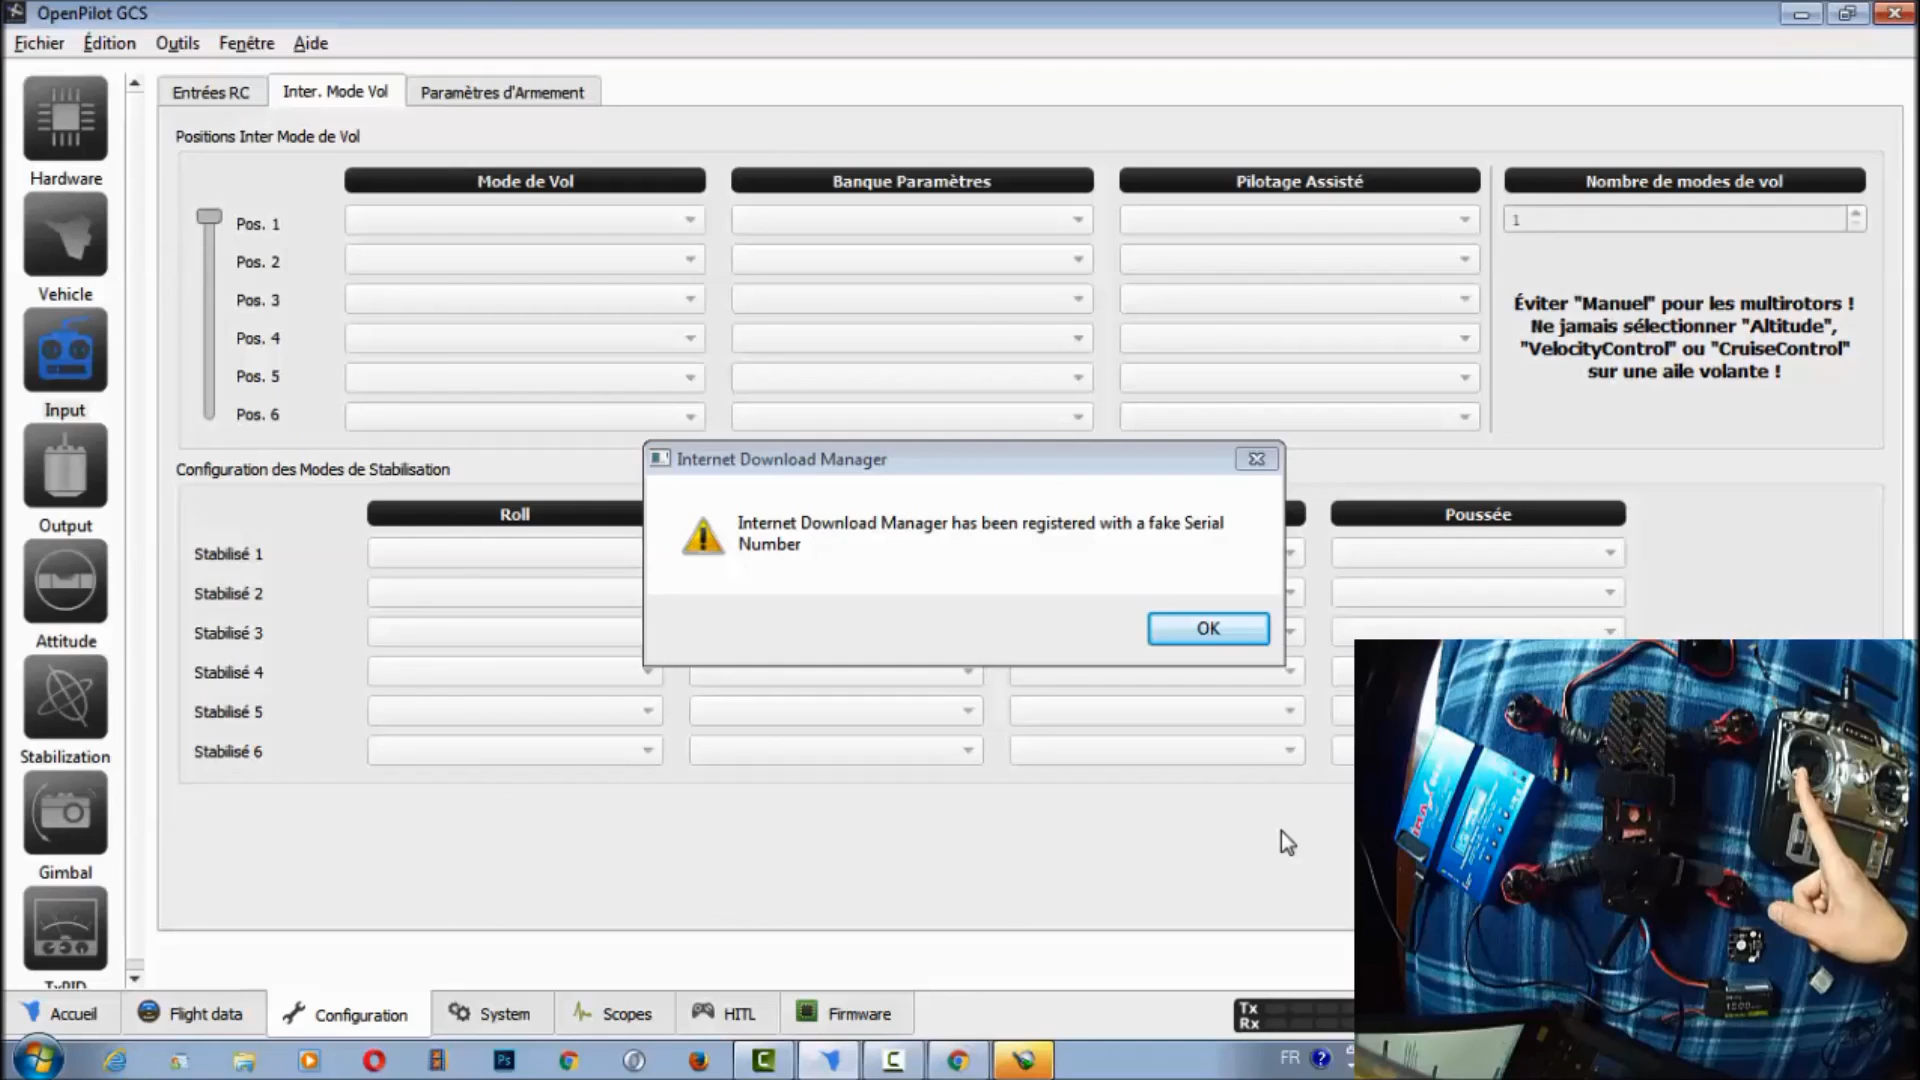 OpenPilot GCS
Fichier Édition Outils Fenêtre Aide
Entrées RC Inter. Mode Vol Paramètres d'Armement
Positions Inter Mode de Vol
Mode de Vol Banque Paramètres Pilotage Assisté Nombre de modes de vol
Pos. 1
1
Pos. 2
Pos. 3
Pos. 4
Pos. 5
Pos. 6
Éviter "Manuel" pour les multirotors !
Ne jamais sélectionner "Altitude",
"VelocityControl" ou "CruiseControl"
sur une aile volante !
Configuration des Modes de Stabilisation
Roll Poussée
Stabilisé 1
Stabilisé 2
Stabilisé 3
Stabilisé 4
Stabilisé 5
Stabilisé 6
Internet Download Manager
Internet Download Manager has been registered with a fake Serial
Number
OK
Hardware
Vehicle
Input
Output
Attitude
Stabilization
Gimbal
TxPID
Accueil Flight data Configuration System Scopes HITL Firmware
Tx
Rx
Ps
FR